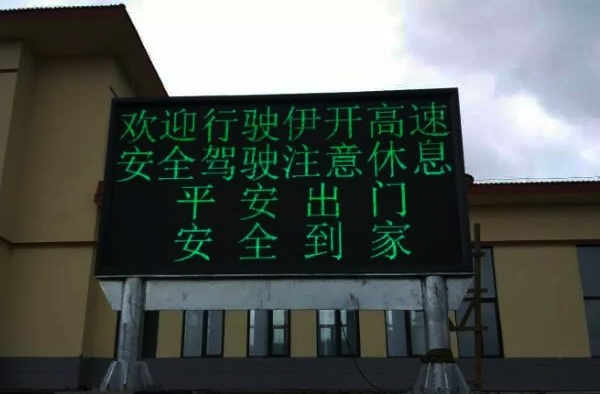 欢迎行驶伊开高速
安全驾驶注意休息
平安出门
安全到家